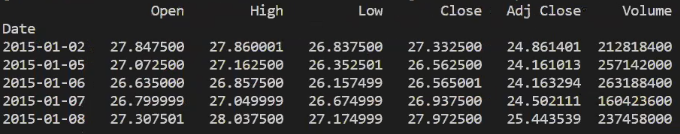 Open High Low Close Adj Close Volume
Date
2015-01-02 27.847500 27.860001 26.837500 27.332500 24.861401 212818400
2015-01-05 27.072500 27.162500 26.352501 26.562500 24.161013 257142000
2015-01-06 26.635000 26.857500 26.157499 26.565001 24.163294 263188400
2015-01-07 26.799999 27.049999 26.674999 26.937500 24.502111 160423600
2015-01-08 27.307501 28.037500 27.174999 27.972500 25.443539 237458000